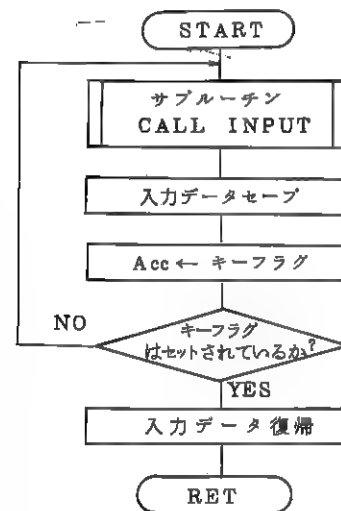 START
サブルーチン
CALL INPUT
入力データセーブ
Acc ← キーフラグ
キーフラグ
はセットされているか?
NO
YES
入力データ復帰
RET